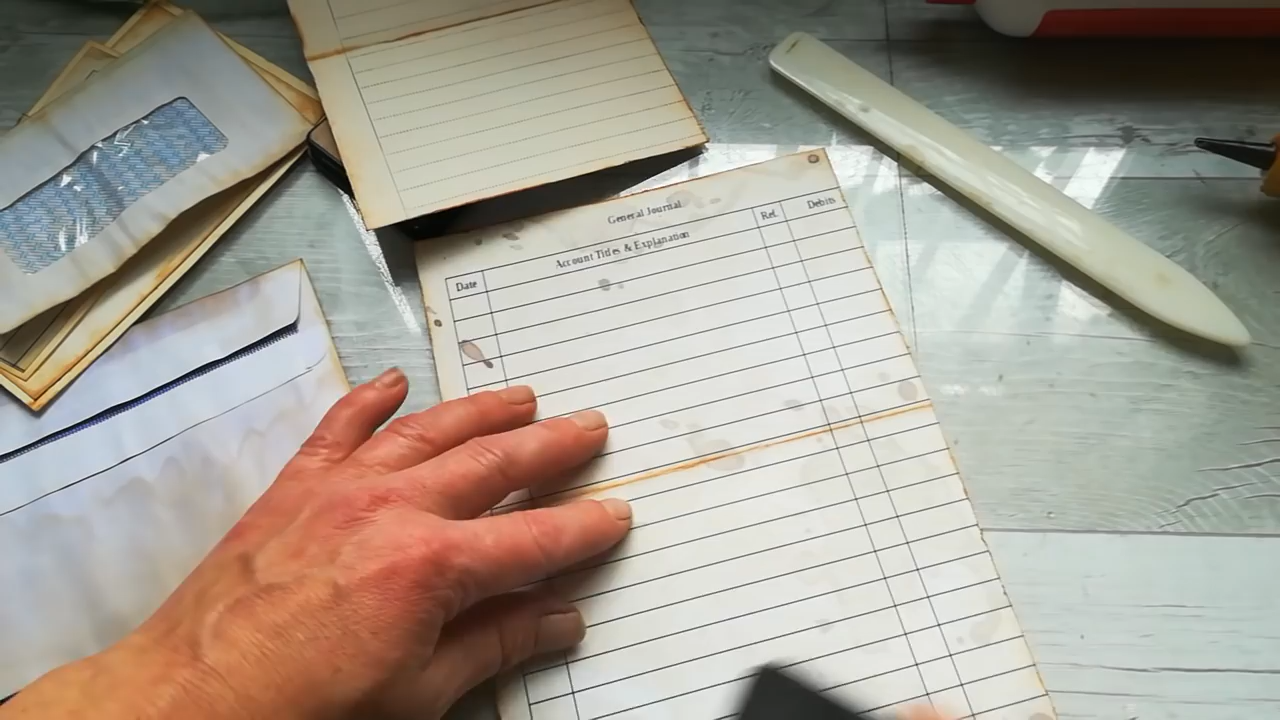 General Journal
Date Account Titles & Explanation Ref. Debits